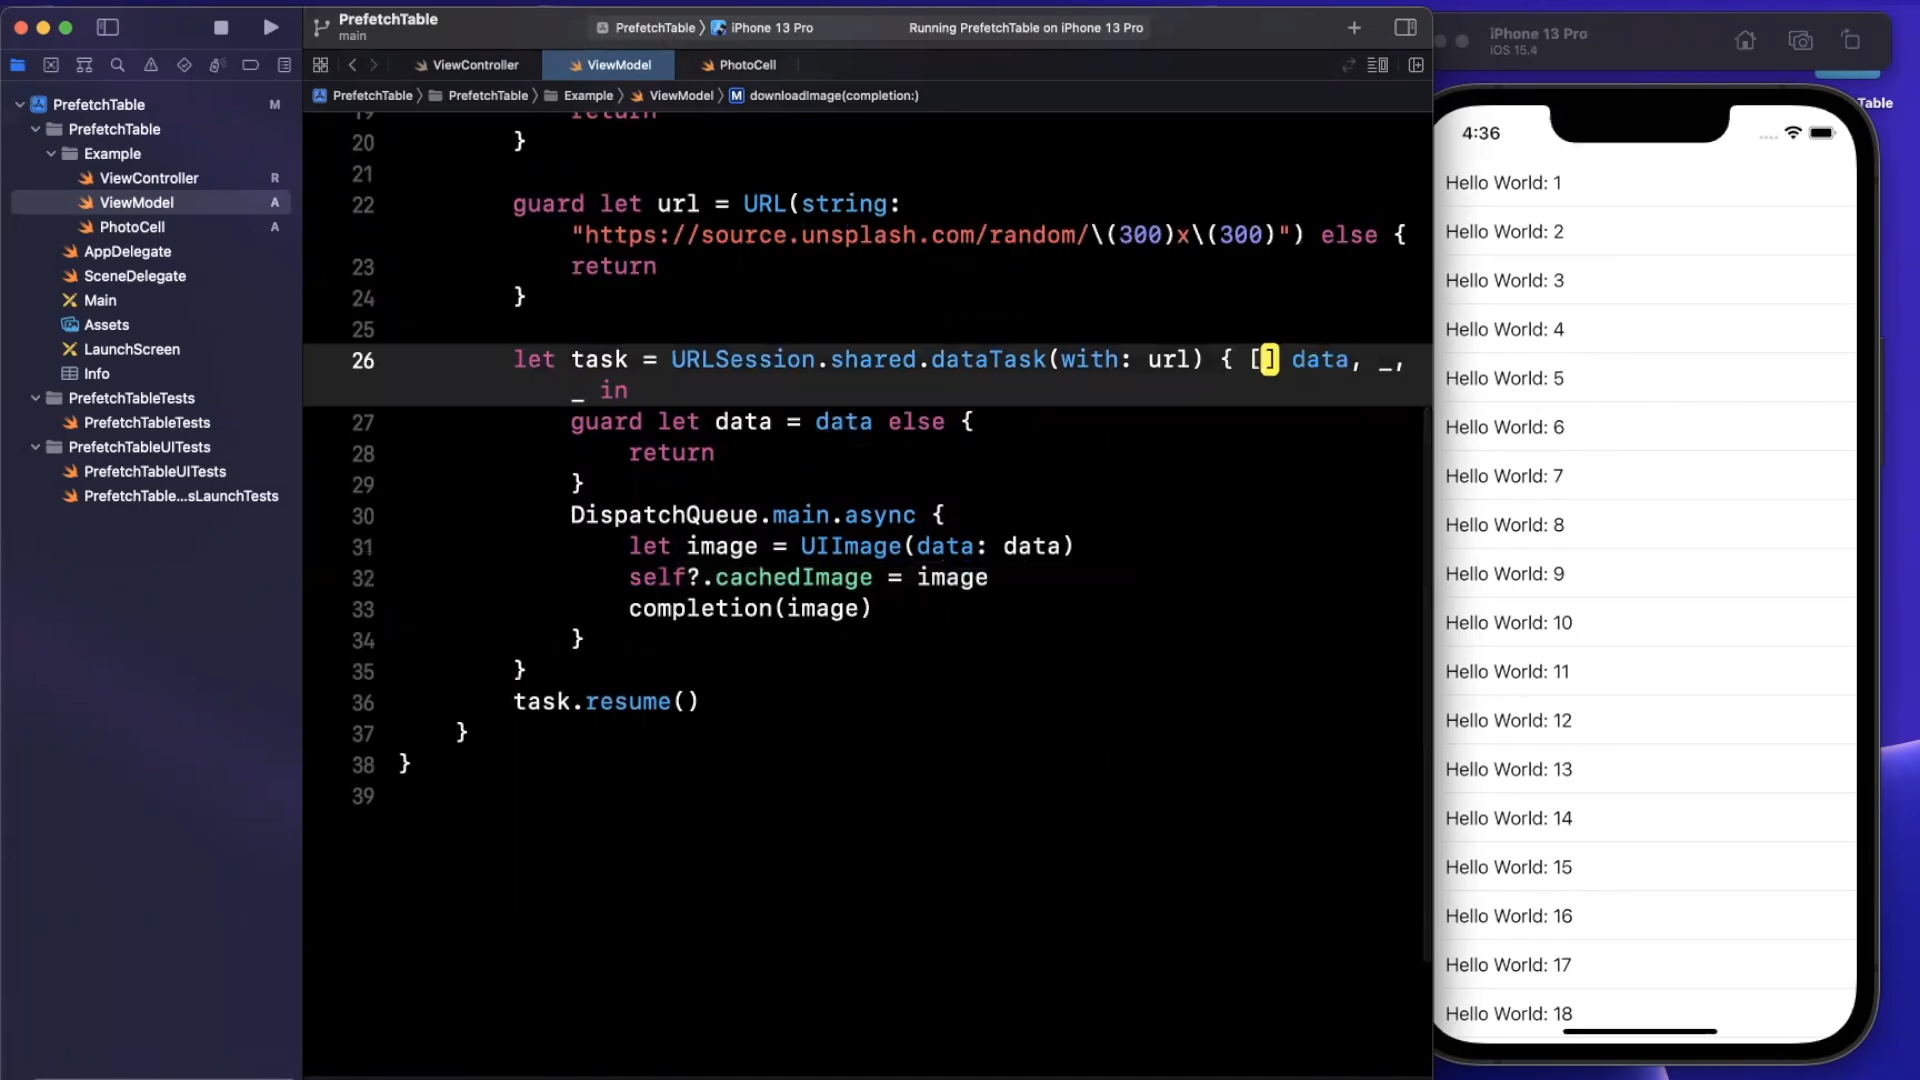 PrefetchTable
main
PrefetchTable 〉 iPhone 13 Pro
Running PrefetchTable on iPhone 13 Pro
iPhone 13 Pro
iOS 15.4
ViewController
ViewModel
PhotoCell
PrefetchTable 〉 PrefetchTable 〉 Example 〉 ViewModel 〉 M downloadImage(completion:)
PrefetchTable M
PrefetchTable
Example
ViewController R
ViewModel A
PhotoCell A
AppDelegate
SceneDelegate
Main
Assets
LaunchScreen
Info
PrefetchTableTests
PrefetchTableTests
PrefetchTableUITests
PrefetchTableUITests
PrefetchTable...sLaunchTests
19 return
20 }
21
22 guard let url = URL(string:
"https://source.unsplash.com/random/\(300)x\(300)") else {
23 return
24 }
25
26 let task = URLSession.shared.dataTask(with: url) { [] data, _,
_ in
27 guard let data = data else {
28 return
29 }
30 DispatchQueue.main.async {
31 let image = UIImage(data: data)
32 self?.cachedImage = image
33 completion(image)
34 }
35 }
36 task.resume()
37 }
38 }
39
Table
4:36
Hello World: 1
Hello World: 2
Hello World: 3
Hello World: 4
Hello World: 5
Hello World: 6
Hello World: 7
Hello World: 8
Hello World: 9
Hello World: 10
Hello World: 11
Hello World: 12
Hello World: 13
Hello World: 14
Hello World: 15
Hello World: 16
Hello World: 17
Hello World: 18